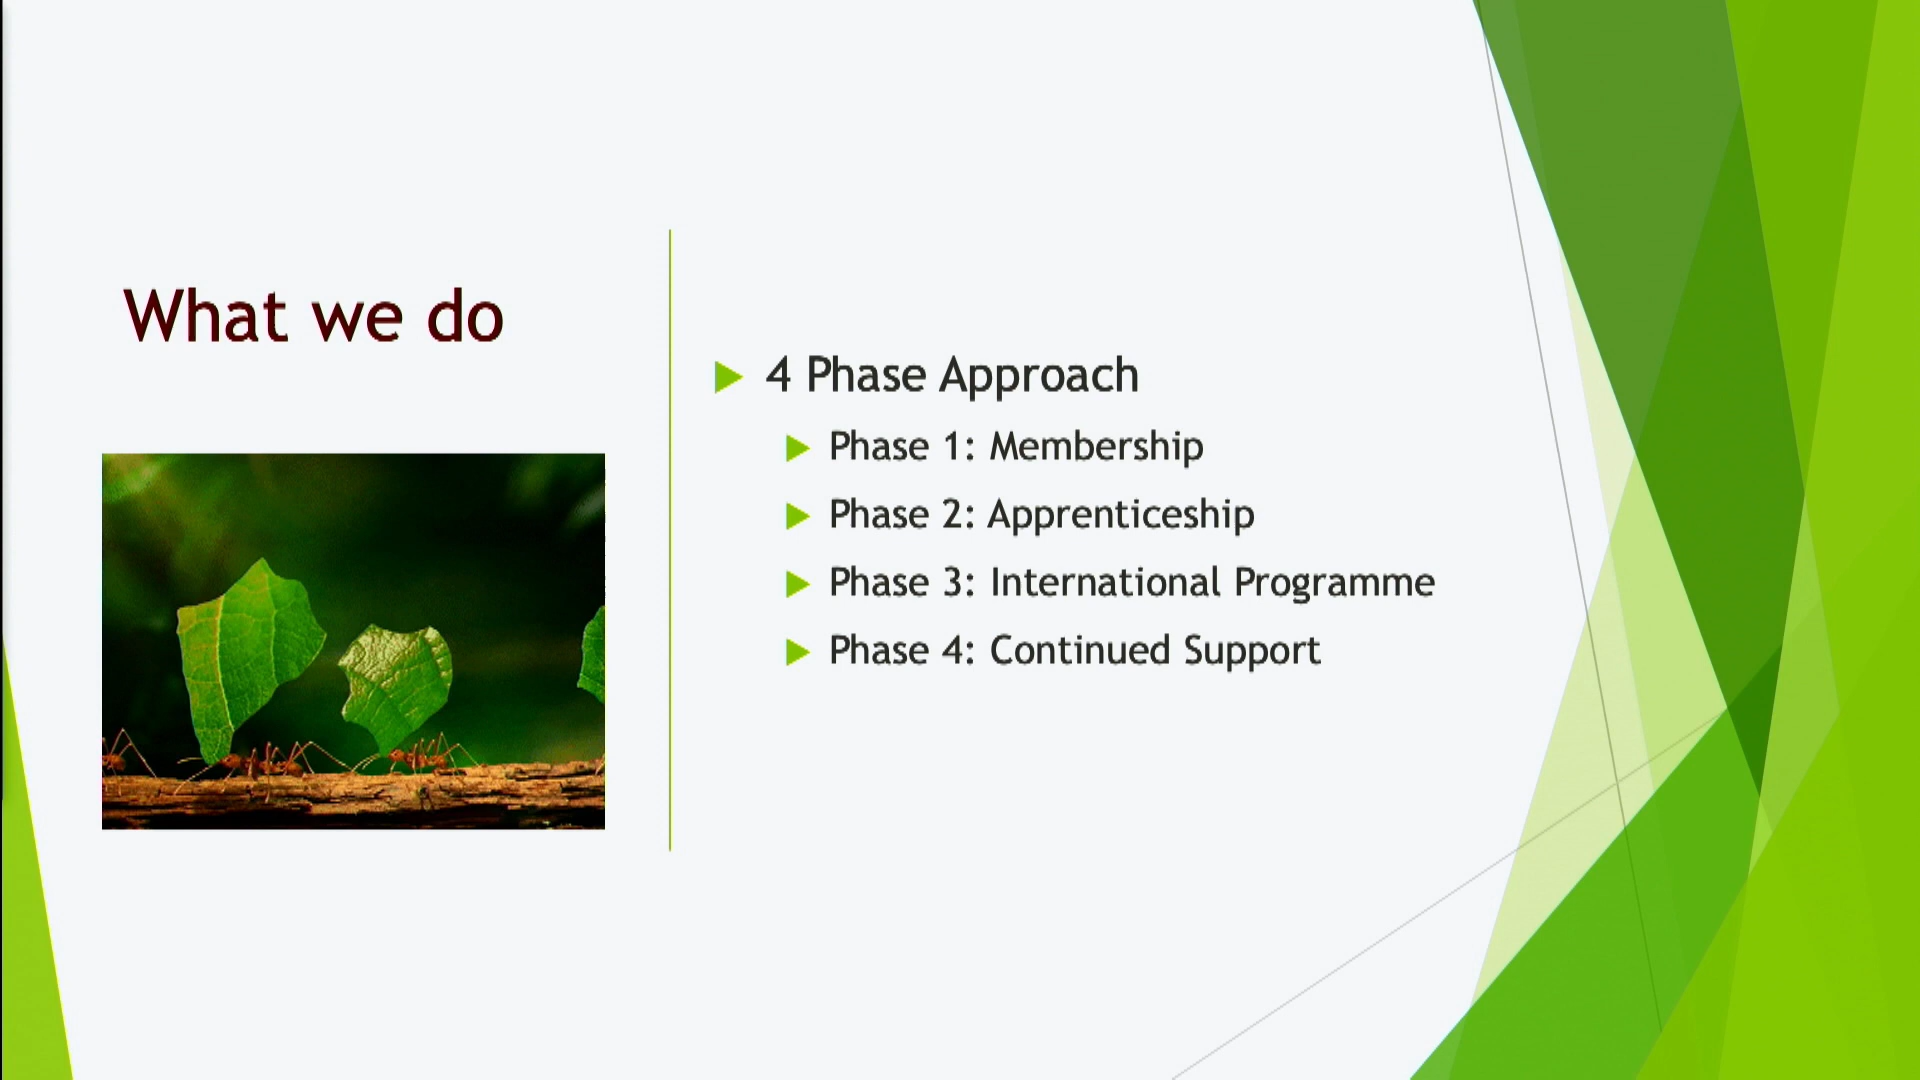 What we do
4 Phase Approach
Phase 1: Membership
Phase 2: Apprenticeship
Phase 3: International Programme
Phase 4: Continued Support